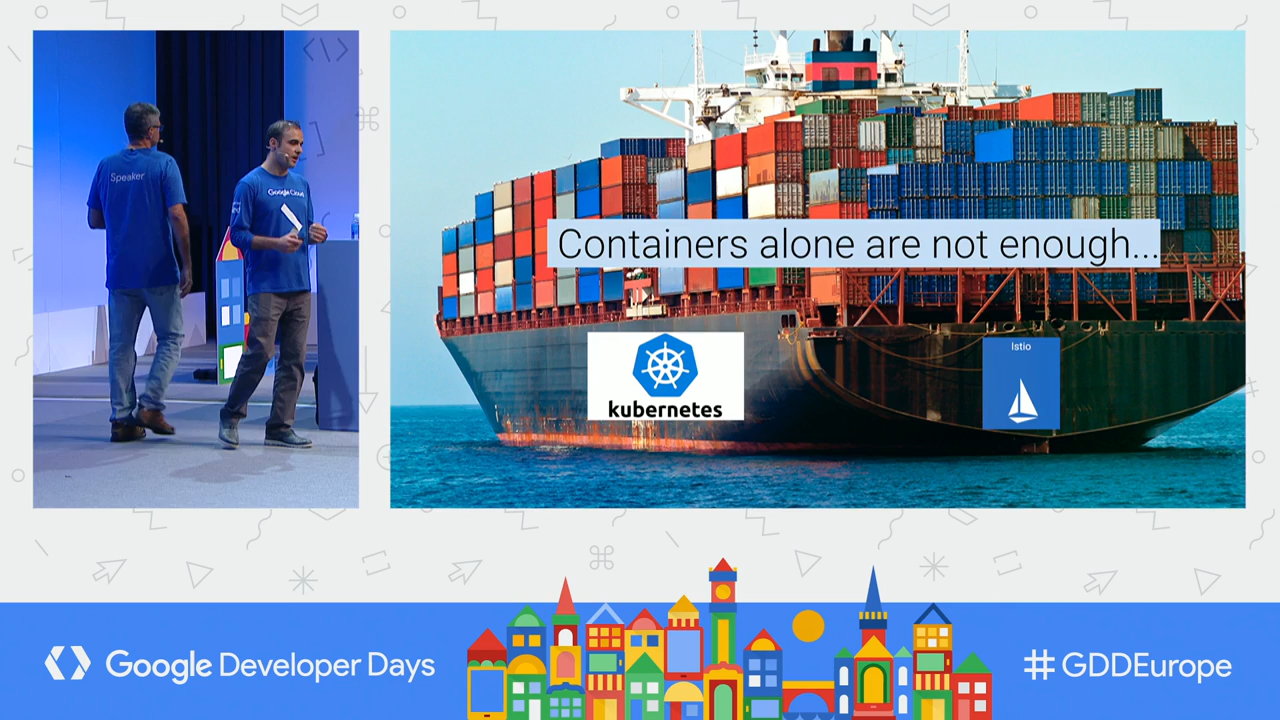 Speaker
Google Cloud
Containers alone are not enough...
kubernetes
Istio
Google Developer Days
#GDDEurope